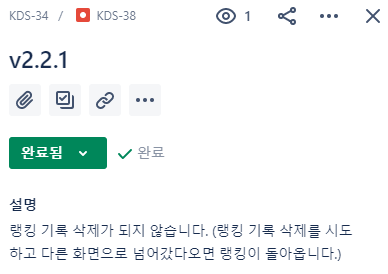 KDS-34 / KDS-38 1
v2.2.1
완료됨 완료
설명
랭킹 기록 삭제가 되지 않습니다. (랭킹 기록 삭제를 시도
하고 다른 화면으로 넘어갔다오면 랭킹이 돌아옵니다.)